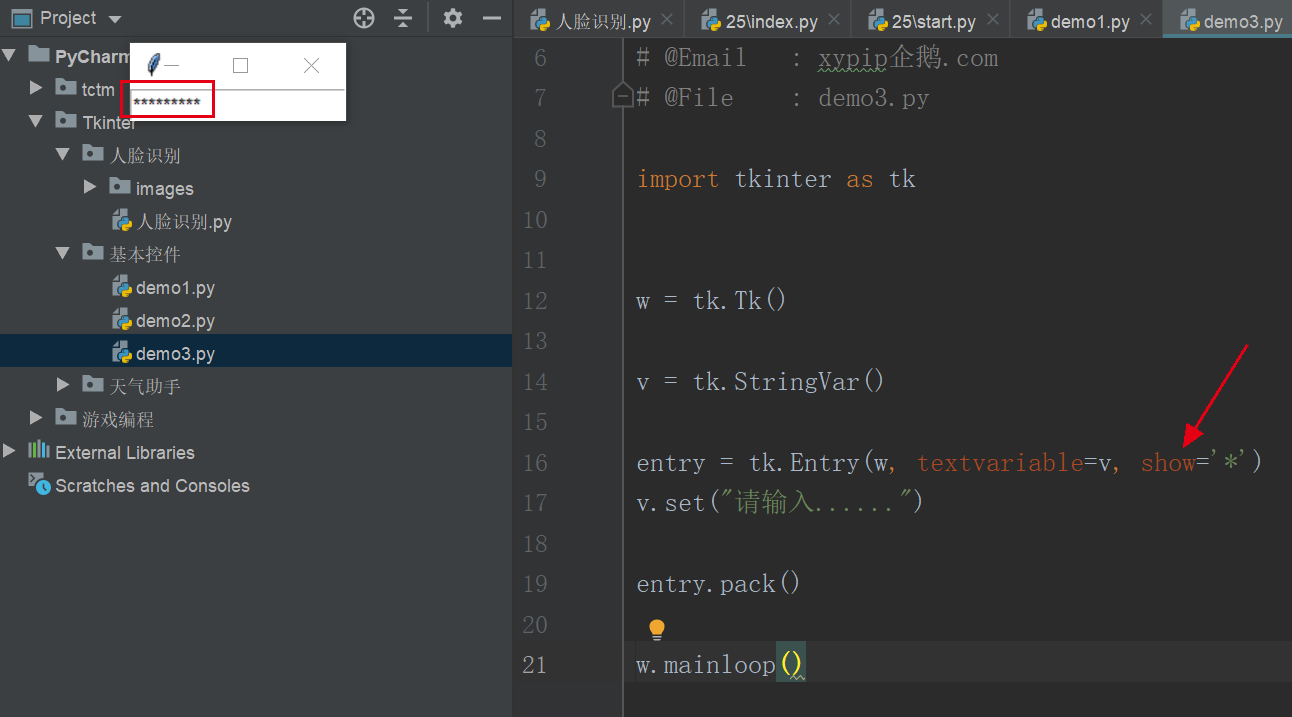 Project
PyCharm
tctm
*********
Tkinter
人脸识别
images
人脸识别.py
基本控件
demo1.py
demo2.py
demo3.py
天气助手
游戏编程
External Libraries
Scratches and Consoles
人脸识别.py 25\index.py 25\start.py demo1.py demo3.py
6 # @Email : xypip企鹅.com
7 # @File : demo3.py
8
9 import tkinter as tk
10
11
12 w = tk.Tk()
13
14 v = tk.StringVar()
15
16 entry = tk.Entry(w, textvariable=v, show='*')
17 v.set("请输入......")
18
19 entry.pack()
20
21 w.mainloop()